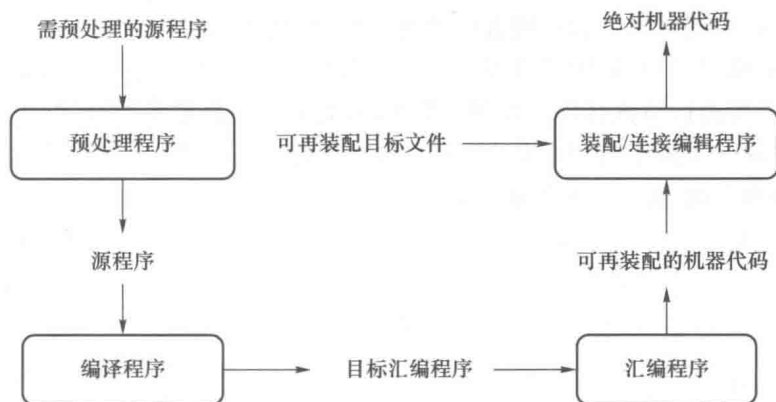 需预处理的源程序
绝对机器代码
预处理程序
可再装配目标文件
装配/连接编辑程序
源程序
可再装配的机器代码
编译程序
目标汇编程序
汇编程序